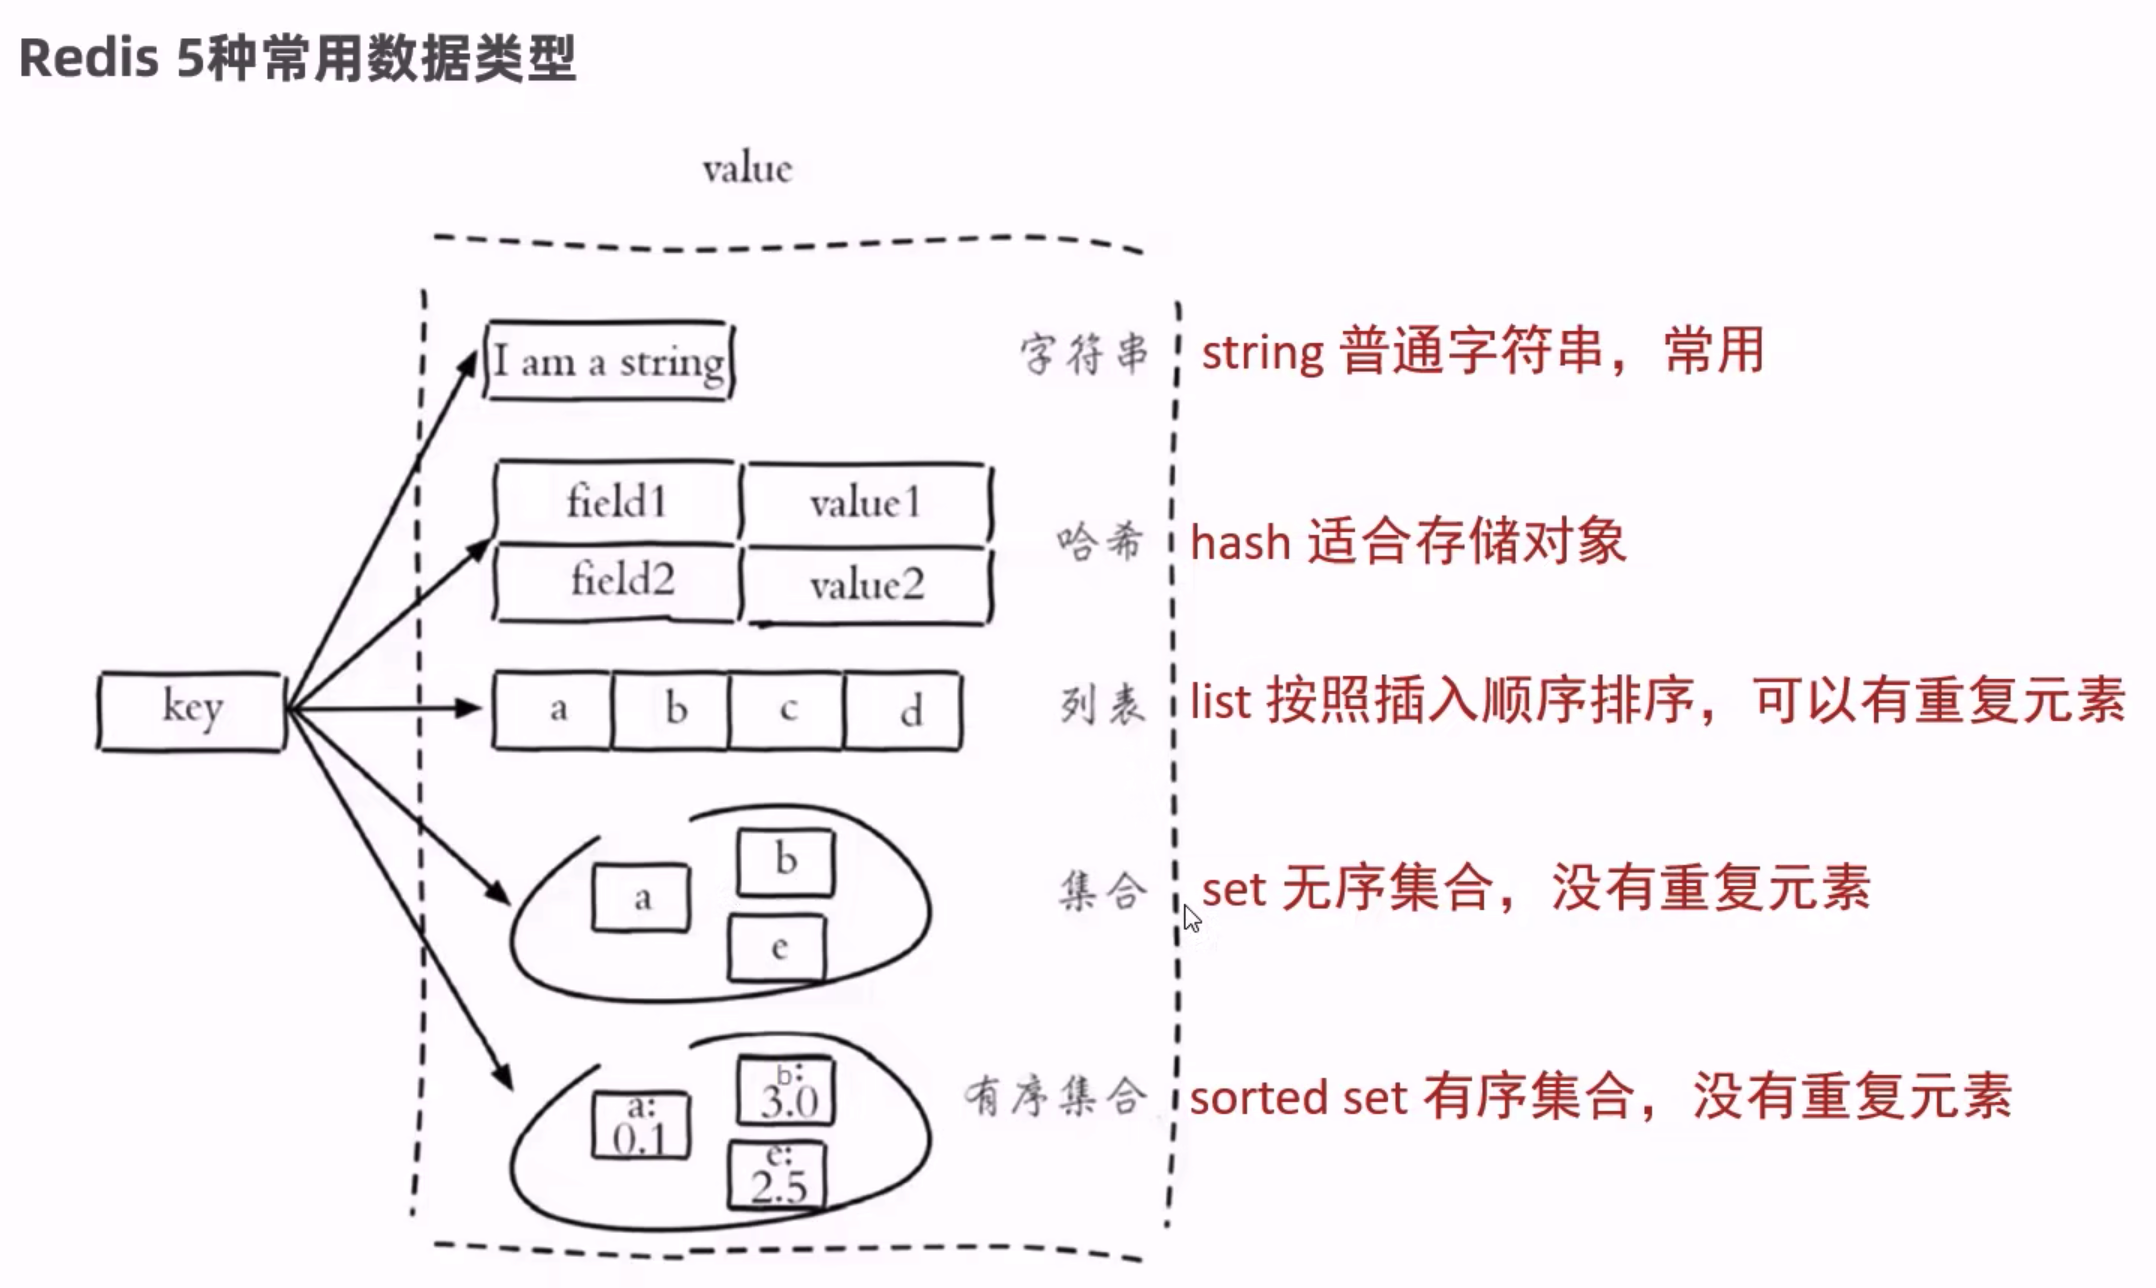 Redis 5种常用数据类型
value
I am a string
字符串
string 普通字符串，常用
field1
value1
field2
value2
哈希
hash 适合存储对象
key
a
b
c
d
列表
list 按照插入顺序排序，可以有重复元素
a
b
e
集合
set 无序集合，没有重复元素
a:
0.1
b:
3.0
e:
2.5
有序集合
sorted set 有序集合，没有重复元素